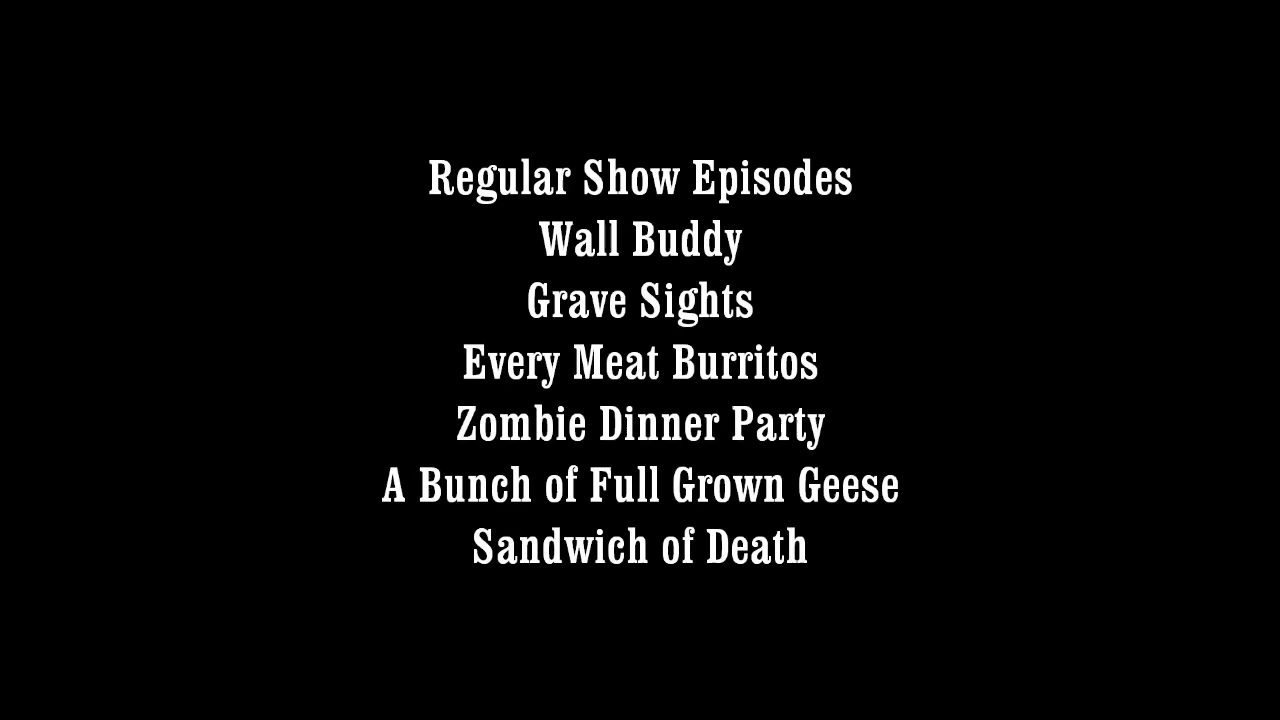 Regular Show Episodes
Wall Buddy
Grave Sights
Every Meat Burritos
Zombie Dinner Party
A Bunch of Full Grown Geese
Sandwich of Death